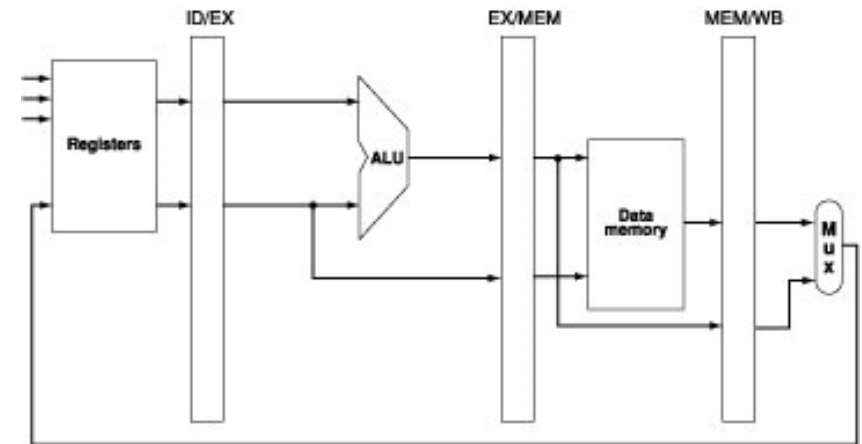 ID/EX
EX/MEM
MEM/WB
Registers
ALU
Data
memory
M
u
x